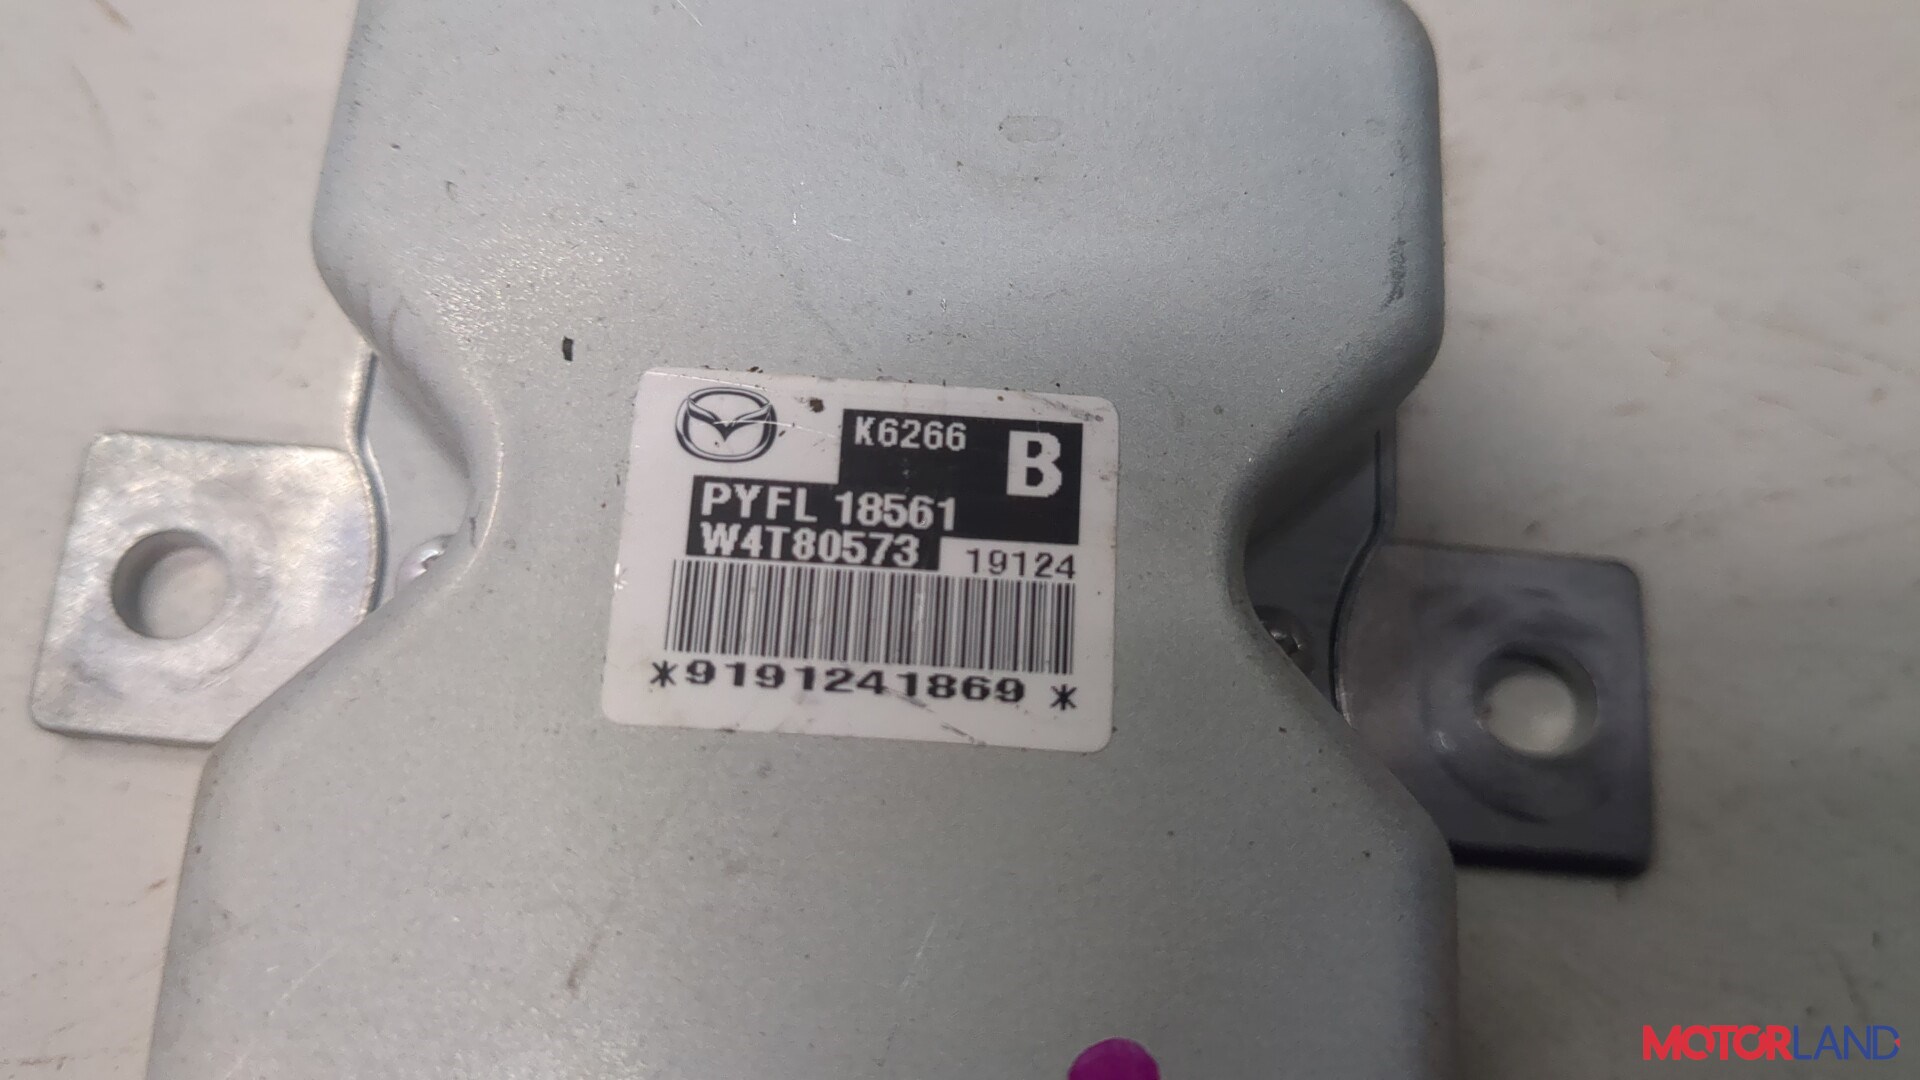 K6266
B
PYFL 18561
W4T80573
19124
*9191241869*
MOTORLAND